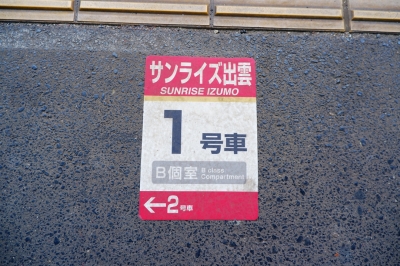 サンライズ出雲
SUNRISE IZUMO
1号車
B個室 B class
Compartment
←2号車